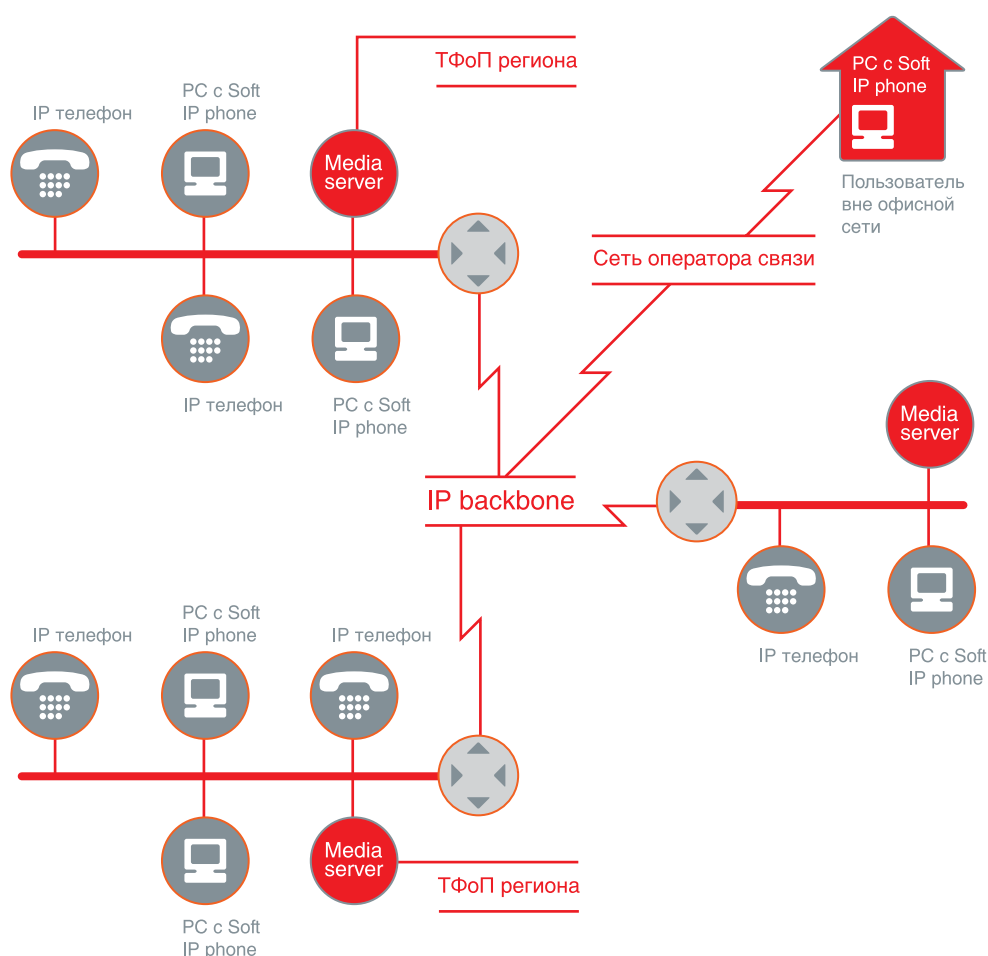 ТФоП региона
PC с Soft
IP phone
PC с Soft
IP phone
IP телефон
Media
server
Пользователь
вне офисной
сети
Сеть оператора связи
IP телефон
PC с Soft
IP phone
Media
server
IP backbone
IP телефон
PC с Soft
IP phone
PC с Soft
IP phone
IP телефон
IP телефон
Media
server
ТФоП региона
PC с Soft
IP phone